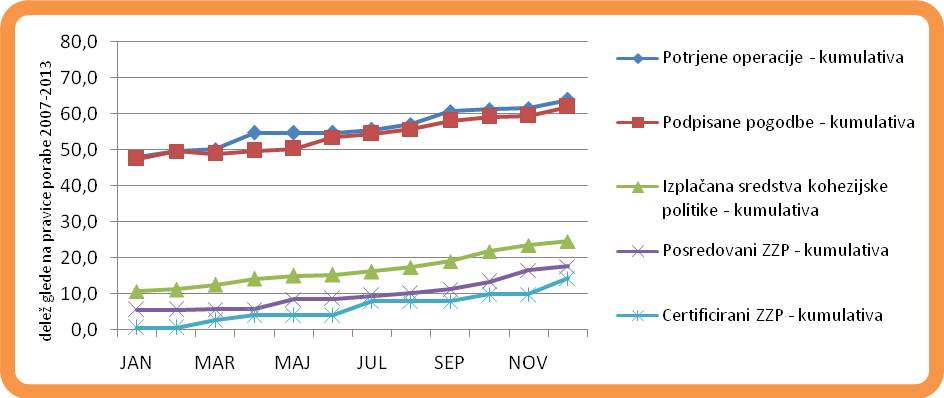 delež glede na pravice porabe 2007-2013
80,0
70,0
60,0
50,0
40,0
30,0
20,0
10,0
0,0
JAN MAR MAJ JUL SEP NOV
Potrjene operacije - kumulativa
Podpisane pogodbe - kumulativa
Izplačana sredstva kohezijske
politike - kumulativa
Posredovani ZZP - kumulativa
Certificirani ZZP - kumulativa